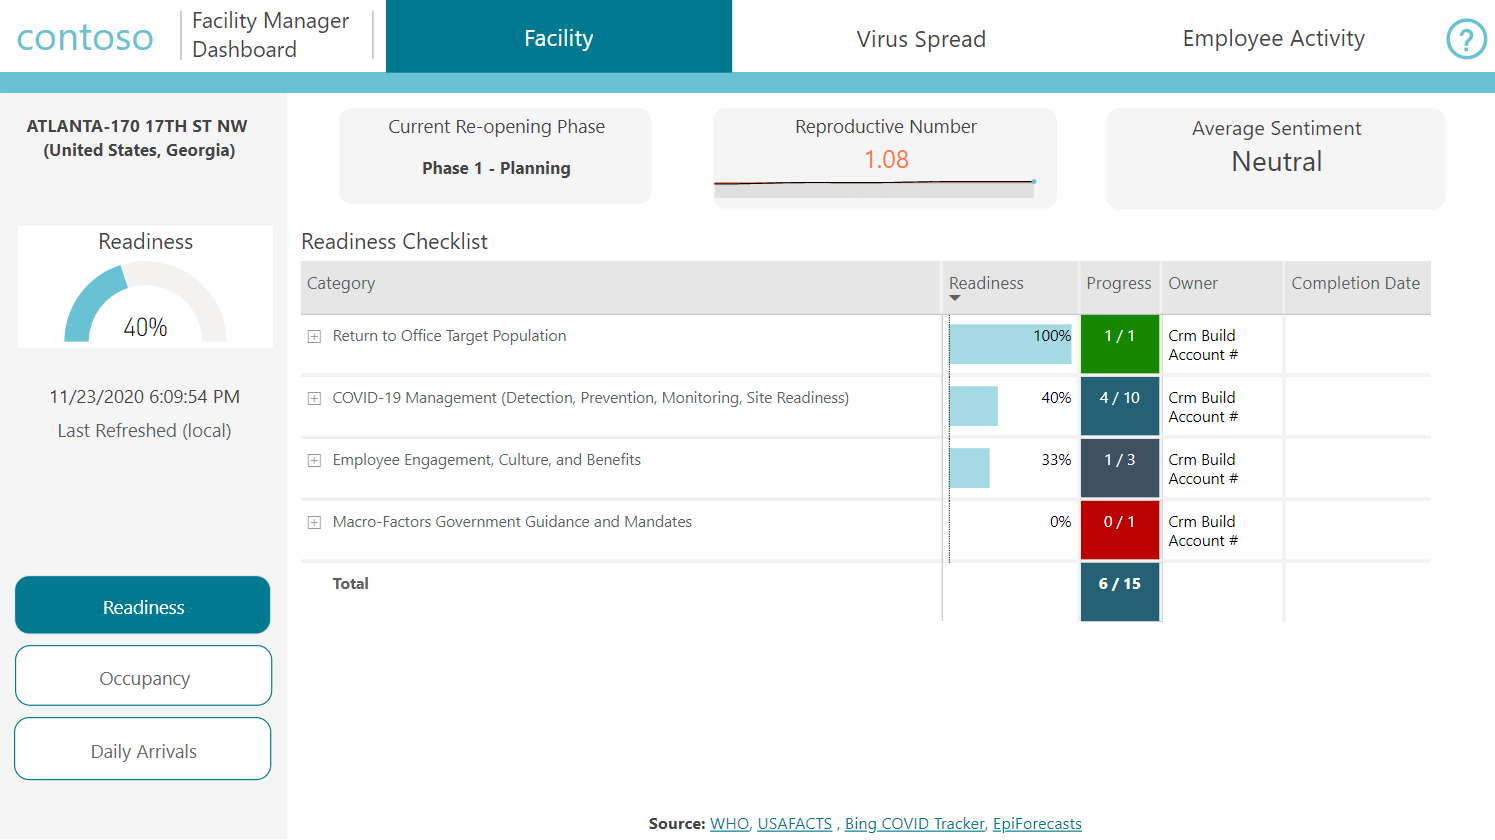 contoso
Facility Manager
Dashboard
Facility
Virus Spread
Employee Activity
?
ATLANTA-170 17TH ST NW
(United States, Georgia)
Readiness
40%
11/23/2020 6:09:54 PM
Last Refreshed (local)
Readiness
Occupancy
Daily Arrivals
Current Re-opening Phase
Phase 1 - Planning
Reproductive Number
1.08
Average Sentiment
Neutral
Readiness Checklist
Category Readiness Progress Owner Completion Date
Return to Office Target Population 100% 1 / 1 Crm Build
Account #
COVID-19 Management (Detection, Prevention, Monitoring, Site Readiness) 40% 4 / 10 Crm Build
Account #
Employee Engagement, Culture, and Benefits 33% 1 / 3 Crm Build
Account #
Macro-Factors Government Guidance and Mandates 0% 0 / 1 Crm Build
Account #
Total 6 / 15
Source: WHO, USAFACTS , Bing COVID Tracker, EpiForecasts